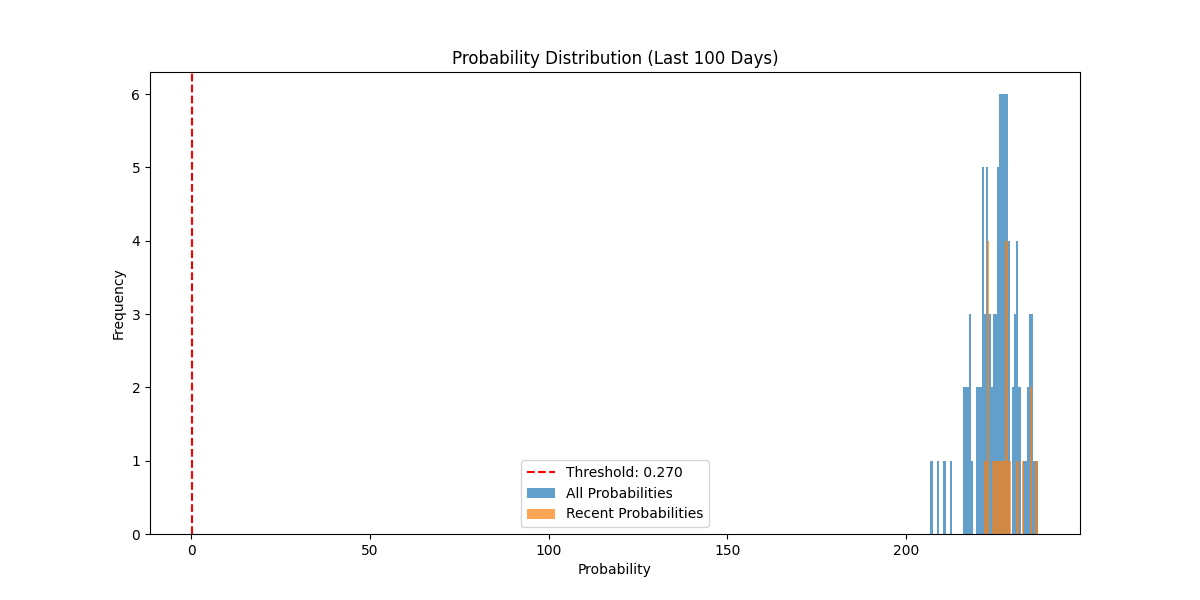 Probability Distribution (Last 100 Days)
6
5
4
3
2
1
0
Frequency
Threshold: 0.270
All Probabilities
Recent Probabilities
0 50 100 150 200
Probability